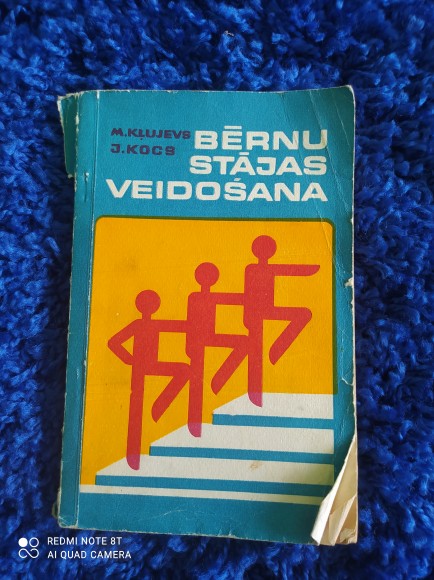 M.KĻUJEVS
J.KOCS
BĒRNU
STĀJAS
VEIDOŠANA
REDMI NOTE 8T
AI QUAD CAMERA